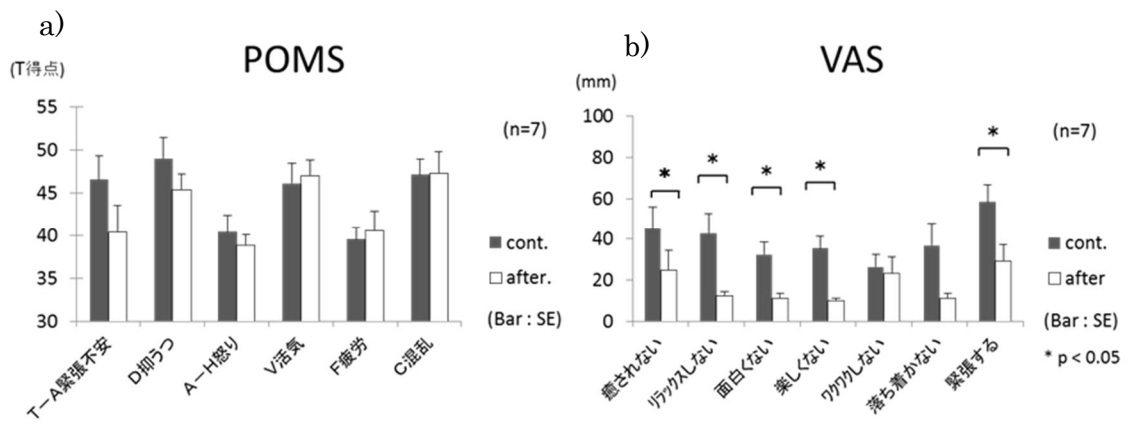 a)
POMS
(T得点)
55
50
45
40
35
30
(n=7)
cont.
after.
(Bar : SE)
T－A緊張不安
D抑うつ
A－H怒り
V活気
F疲労
C混乱
b)
VAS
(mm)
100
80
60
40
20
0
* * * * *
(n=7)
cont.
after
(Bar : SE)
* p < 0.05
癒されない
ﾘﾗｯｸｽしない
面白くない
楽しくない
ﾜｸﾜｸしない
落ち着かない
緊張する